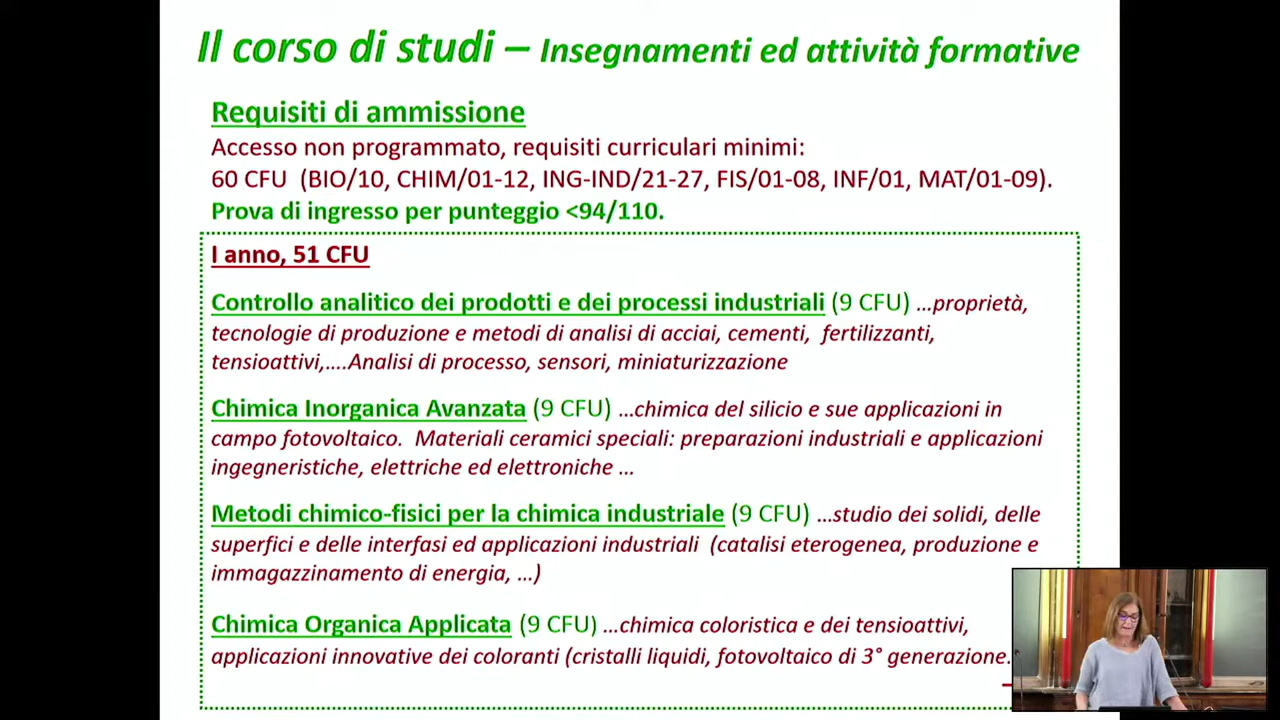 Il corso di studi – Insegnamenti ed attività formative
Requisiti di ammissione
Accesso non programmato, requisiti curriculari minimi:
60 CFU (BIO/10, CHIM/01-12, ING-IND/21-27, FIS/01-08, INF/01, MAT/01-09).
Prova di ingresso per punteggio <94/110.
I anno, 51 CFU
Controllo analitico dei prodotti e dei processi industriali (9 CFU) …proprietà,
tecnologie di produzione e metodi di analisi di acciai, cementi, fertilizzanti,
tensioattivi,….Analisi di processo, sensori, miniaturizzazione
Chimica Inorganica Avanzata (9 CFU) …chimica del silicio e sue applicazioni in
campo fotovoltaico. Materiali ceramici speciali: preparazioni industriali e applicazioni
ingegneristiche, elettriche ed elettroniche …
Metodi chimico-fisici per la chimica industriale (9 CFU) …studio dei solidi, delle
superfici e delle interfasi ed applicazioni industriali (catalisi eterogenea, produzione e
immagazzinamento di energia, …)
Chimica Organica Applicata (9 CFU) …chimica coloristica e dei tensioattivi,
applicazioni innovative dei coloranti (cristalli liquidi, fotovoltaico di 3° generazione.